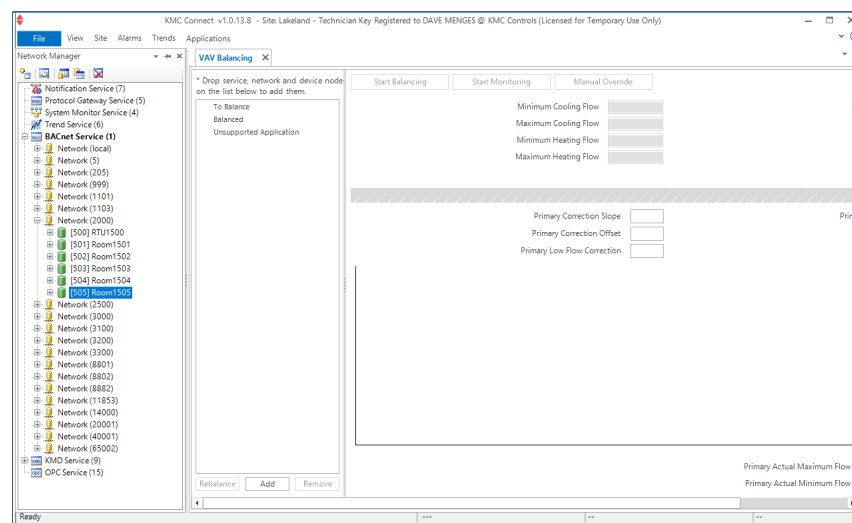 KMC Connect v1.0.13.8 - Site: Lakeland - Technician Key Registered to DAVE MENGES @ KMC Controls (Licensed for Temporary Use Only)
File View Site Alarms Trends Applications
Network Manager
VAV Balancing
Notification Service (7)
Protocol Gateway Service (5)
System Monitor Service (4)
Trend Service (6)
BACnet Service (1)
Network (local)
Network (5)
Network (205)
Network (999)
Network (1101)
Network (1103)
Network (2000)
[500] RTU1500
[501] Room1501
[502] Room1502
[503] Room1503
[504] Room1504
[505] Room1505
Network (2500)
Network (3000)
Network (3100)
Network (3200)
Network (3300)
Network (8801)
Network (8802)
Network (8882)
Network (11853)
Network (14000)
Network (20001)
Network (40001)
Network (65002)
KMD Service (9)
OPC Service (15)
* Drop service, network and device node
on the list below to add them.
To Balance
Balanced
Unsupported Application
Rebalance Add Remove
Start Balancing Start Monitoring Manual Override
Minimum Cooling Flow
Maximum Cooling Flow
Minimum Heating Flow
Maximum Heating Flow
Primary Correction Slope Pri
Primary Correction Offset
Primary Low Flow Correction
Primary Actual Maximum Flow
Primary Actual Minimum Flow
Ready --- -- --